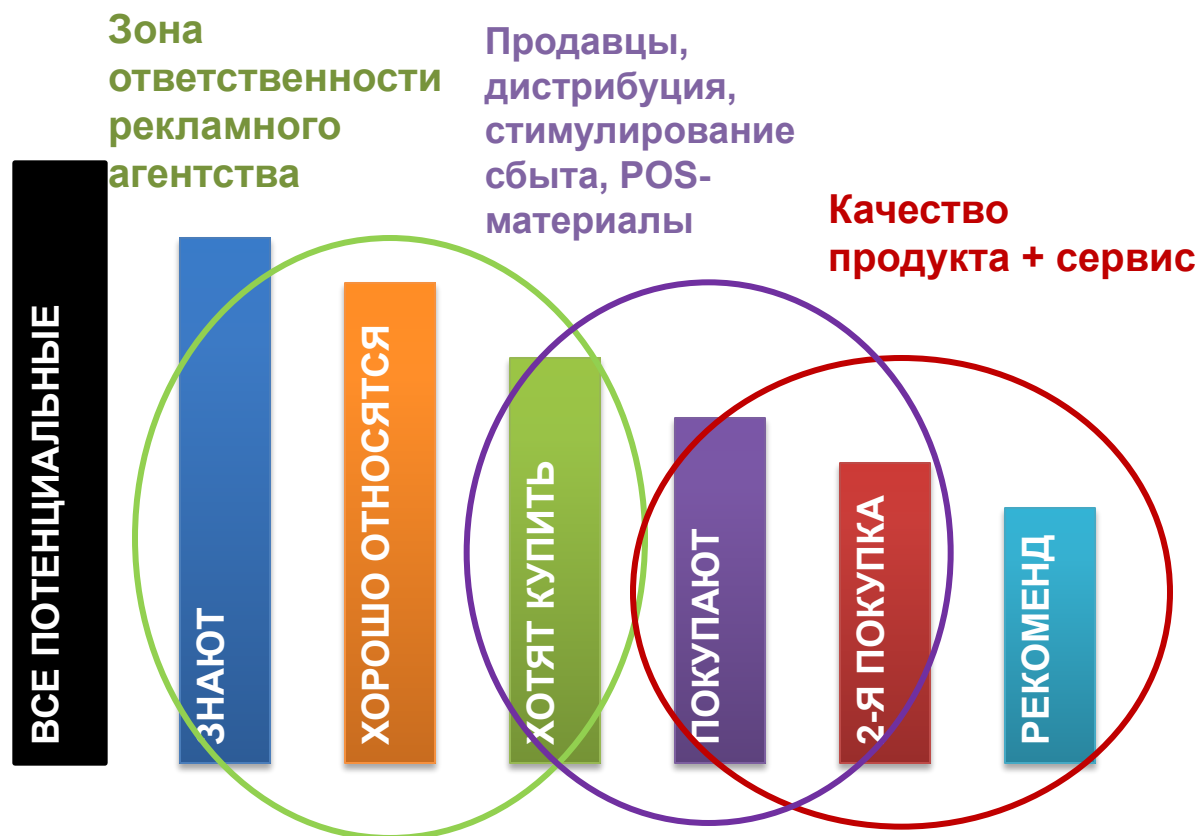 Зона
ответственности
рекламного
агентства
Продавцы,
дистрибуция,
стимулирование
сбыта, POS-
материалы
Качество
продукта + сервис
ВСЕ ПОТЕНЦИАЛЬНЫЕ
ЗНАЮТ
ХОРОШО ОТНОСЯТСЯ
ХОТЯТ КУПИТЬ
ПОКУПАЮТ
2-Я ПОКУПКА
РЕКОМЕНД